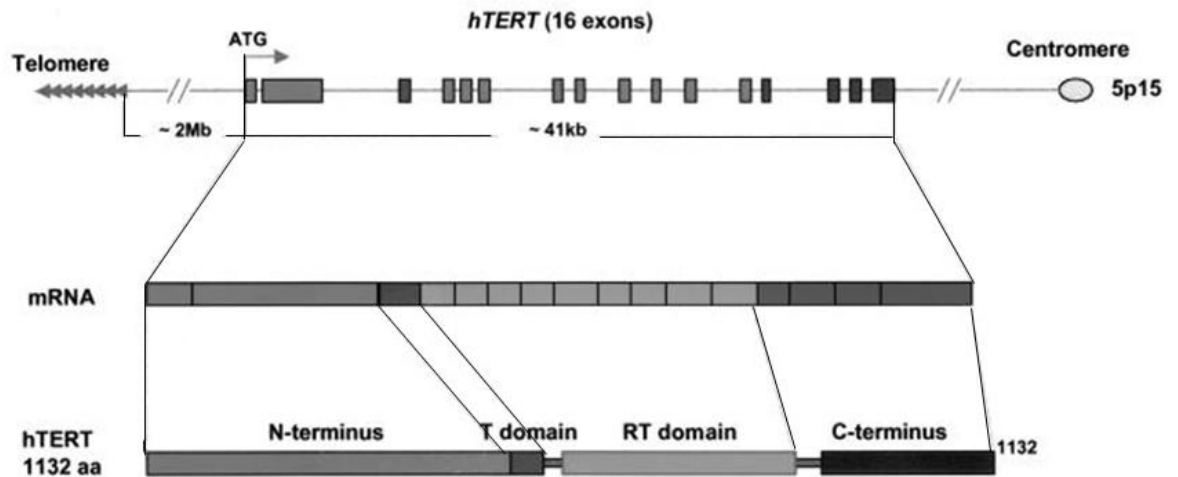 hTERT (16 exons)
ATG
Telomere
Centromere
5p15
~ 2Mb
~ 41kb
mRNA
N-terminus
T domain
RT domain
C-terminus
hTERT
1132 aa
1132